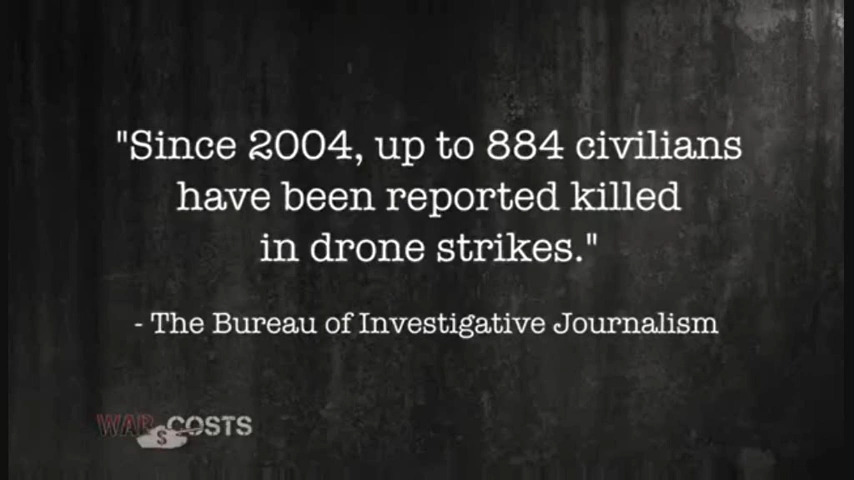 "Since 2004, up to 884 civilians
have been reported killed
in drone strikes."
- The Bureau of Investigative Journalism
WAR COSTS
$